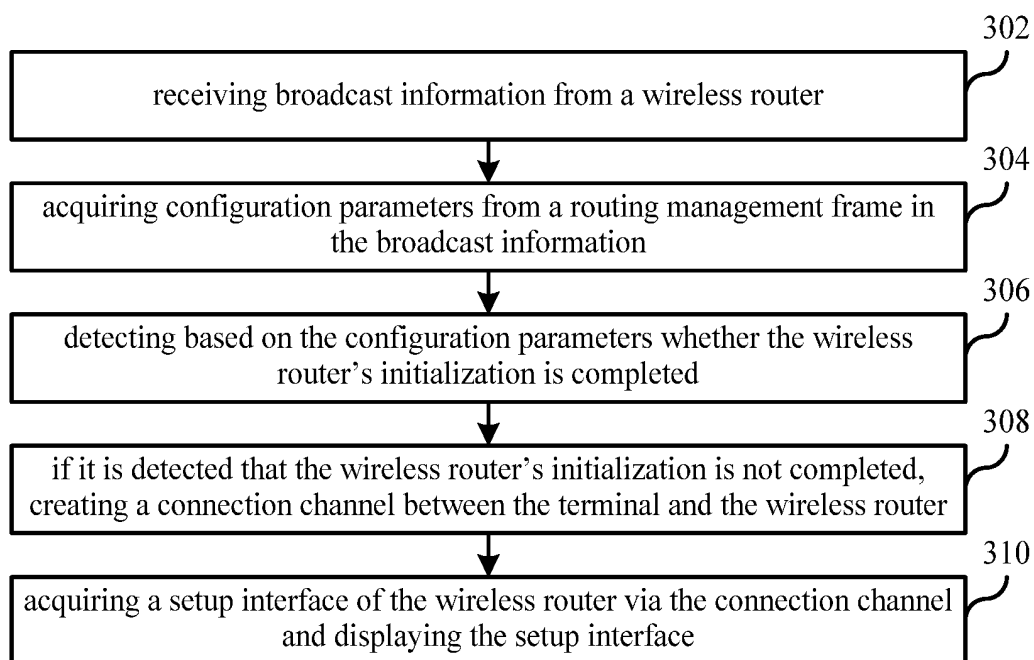 302
receiving broadcast information from a wireless router
304
acquiring configuration parameters from a routing management frame in
the broadcast information
306
detecting based on the configuration parameters whether the wireless
router’s initialization is completed
308
if it is detected that the wireless router’s initialization is not completed,
creating a connection channel between the terminal and the wireless router
310
acquiring a setup interface of the wireless router via the connection channel
and displaying the setup interface